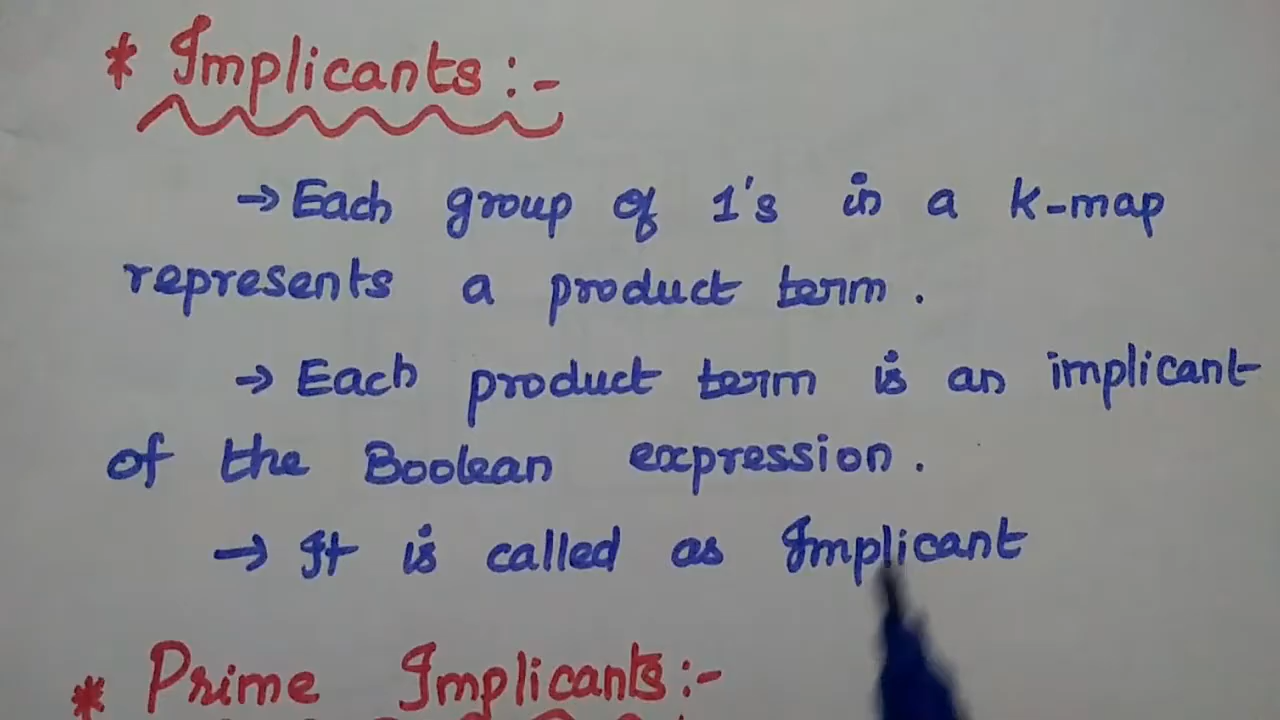 * Implicants :-
→ Each group of 1's in a k-map
represents a product term.
→ Each product term is an implicant
of the Boolean expression.
→ It is called as Implicant
* Prime Implicants:-